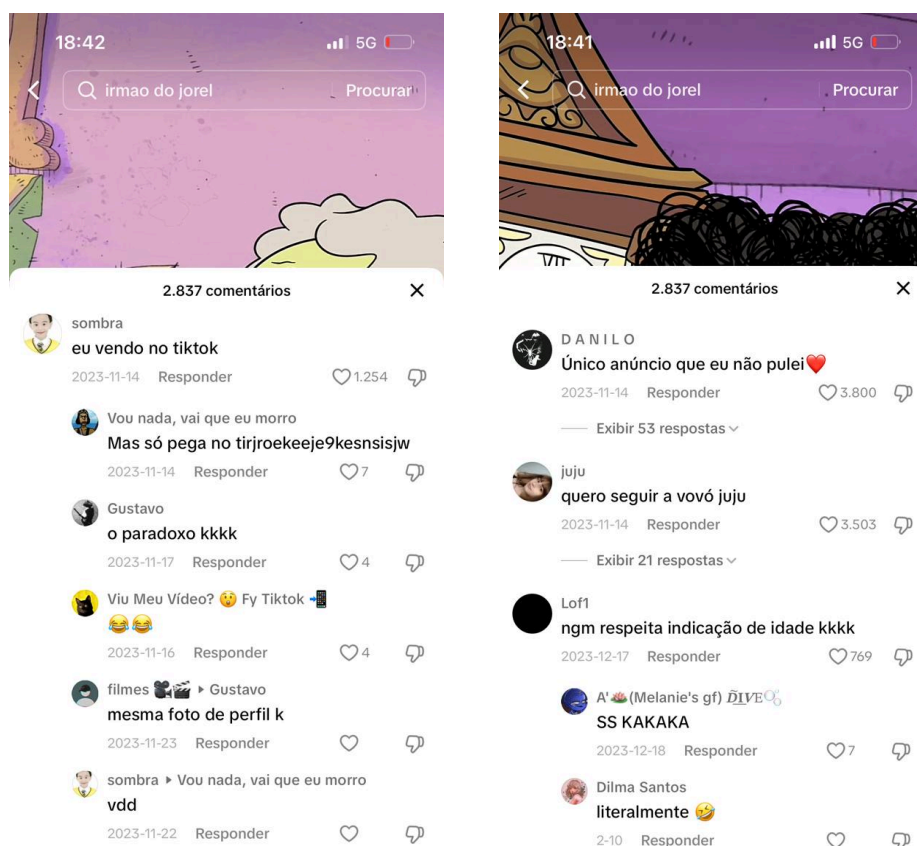 18:42
5G
irmao do jorel
Procurar
2.837 comentários
sombra
eu vendo no tiktok
2023-11-14 Responder 1.254
Vou nada, vai que eu morro
Mas só pega no tirjroekeeje9kesnsisjw
2023-11-14 Responder 7
Gustavo
o paradoxo kkkk
2023-11-17 Responder 4
Viu Meu Vídeo? 😲 Fy Tiktok 📲
😂😂
2023-11-16 Responder 4
filmes 🎥🎬 ▸ Gustavo
mesma foto de perfil k
2023-11-23 Responder
sombra ▸ Vou nada, vai que eu morro
vdd
2023-11-22 Responder
18:41
5G
irmao do jorel
Procurar
VII
2.837 comentários
D A N I L O
Único anúncio que eu não pulei❤️
2023-11-14 Responder 3.800
Exibir 53 respostas
juju
quero seguir a vovó juju
2023-11-14 Responder 3.503
Exibir 21 respostas
Lof1
ngm respeita indicação de idade kkkk
2023-12-17 Responder 769
A'🪷(Melanie's gf) D̃I̲VE🫧
SS KAKAKA
2023-12-18 Responder 7
Dilma Santos
literalmente 🤣
2-10 Responder